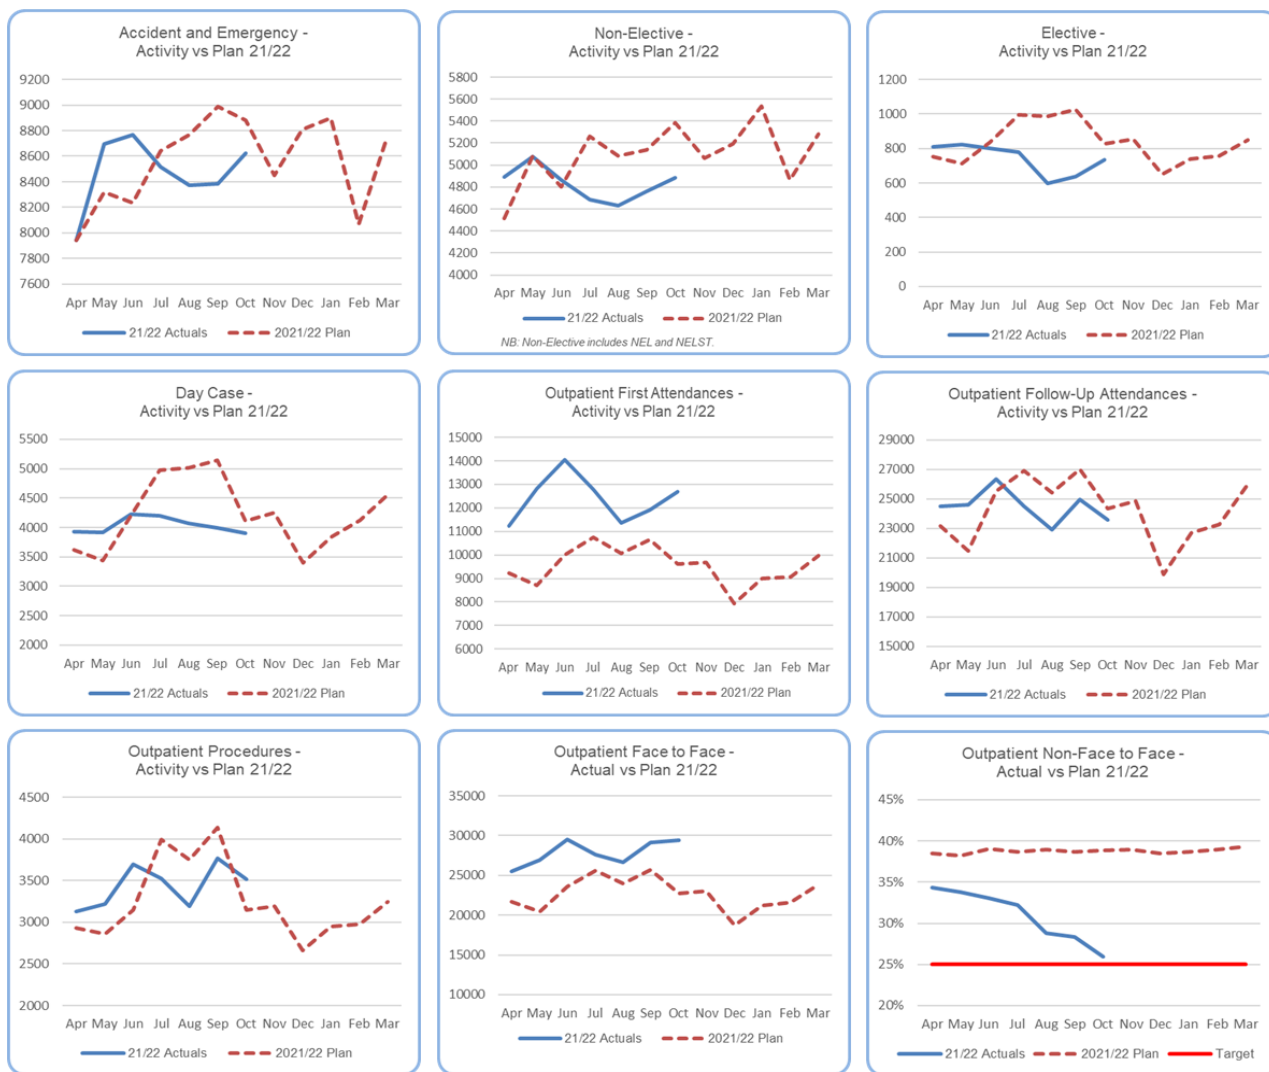 Accident and Emergency -
Activity vs Plan 21/22
9200
9000
8800
8600
8400
8200
8000
7800
7600
Apr May Jun Jul Aug Sep Oct Nov Dec Jan Feb Mar
21/22 Actuals 2021/22 Plan
Non-Elective -
Activity vs Plan 21/22
5800
5600
5400
5200
5000
4800
4600
4400
4200
4000
Apr May Jun Jul Aug Sep Oct Nov Dec Jan Feb Mar
21/22 Actuals 2021/22 Plan
NB: Non-Elective includes NEL and NELST.
Elective -
Activity vs Plan 21/22
1200
1000
800
600
400
200
0
Apr May Jun Jul Aug Sep Oct Nov Dec Jan Feb Mar
21/22 Actuals 2021/22 Plan
Day Case -
Activity vs Plan 21/22
5500
5000
4500
4000
3500
3000
2500
2000
Apr May Jun Jul Aug Sep Oct Nov Dec Jan Feb Mar
21/22 Actuals 2021/22 Plan
Outpatient First Attendances -
Activity vs Plan 21/22
15000
14000
13000
12000
11000
10000
9000
8000
7000
6000
Apr May Jun Jul Aug Sep Oct Nov Dec Jan Feb Mar
21/22 Actuals 2021/22 Plan
Outpatient Follow-Up Attendances -
Activity vs Plan 21/22
29000
27000
25000
23000
21000
19000
17000
15000
Apr May Jun Jul Aug Sep Oct Nov Dec Jan Feb Mar
21/22 Actuals 2021/22 Plan
Outpatient Procedures -
Activity vs Plan 21/22
4500
4000
3500
3000
2500
2000
Apr May Jun Jul Aug Sep Oct Nov Dec Jan Feb Mar
21/22 Actuals 2021/22 Plan
Outpatient Face to Face -
Actual vs Plan 21/22
35000
30000
25000
20000
15000
10000
Apr May Jun Jul Aug Sep Oct Nov Dec Jan Feb Mar
21/22 Actuals 2021/22 Plan
Outpatient Non-Face to Face -
Actual vs Plan 21/22
45%
40%
35%
30%
25%
20%
Apr May Jun Jul Aug Sep Oct Nov Dec Jan Feb Mar
21/22 Actuals 2021/22 Plan Target